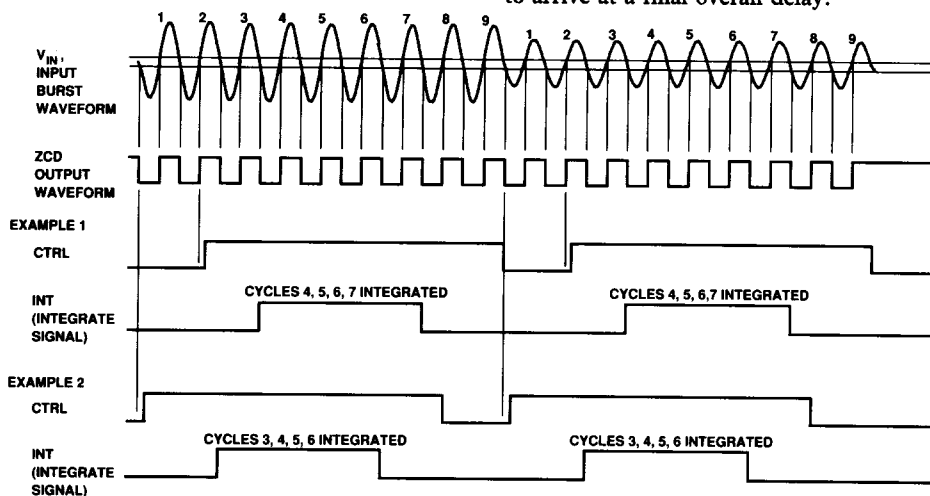 to arrive at a final overall delay.
1 2 3 4 5 6 7 8 9 1 2 3 4 5 6 7 8 9
VIN,
INPUT
BURST
WAVEFORM
ZCD
OUTPUT
WAVEFORM
EXAMPLE 1
CTRL
CYCLES 4, 5, 6, 7 INTEGRATED CYCLES 4, 5, 6,7 INTEGRATED
INT
(INTEGRATE
SIGNAL)
EXAMPLE 2
CTRL
CYCLES 3, 4, 5, 6 INTEGRATED CYCLES 3, 4, 5, 6 INTEGRATED
INT
(INTEGRATE
SIGNAL)